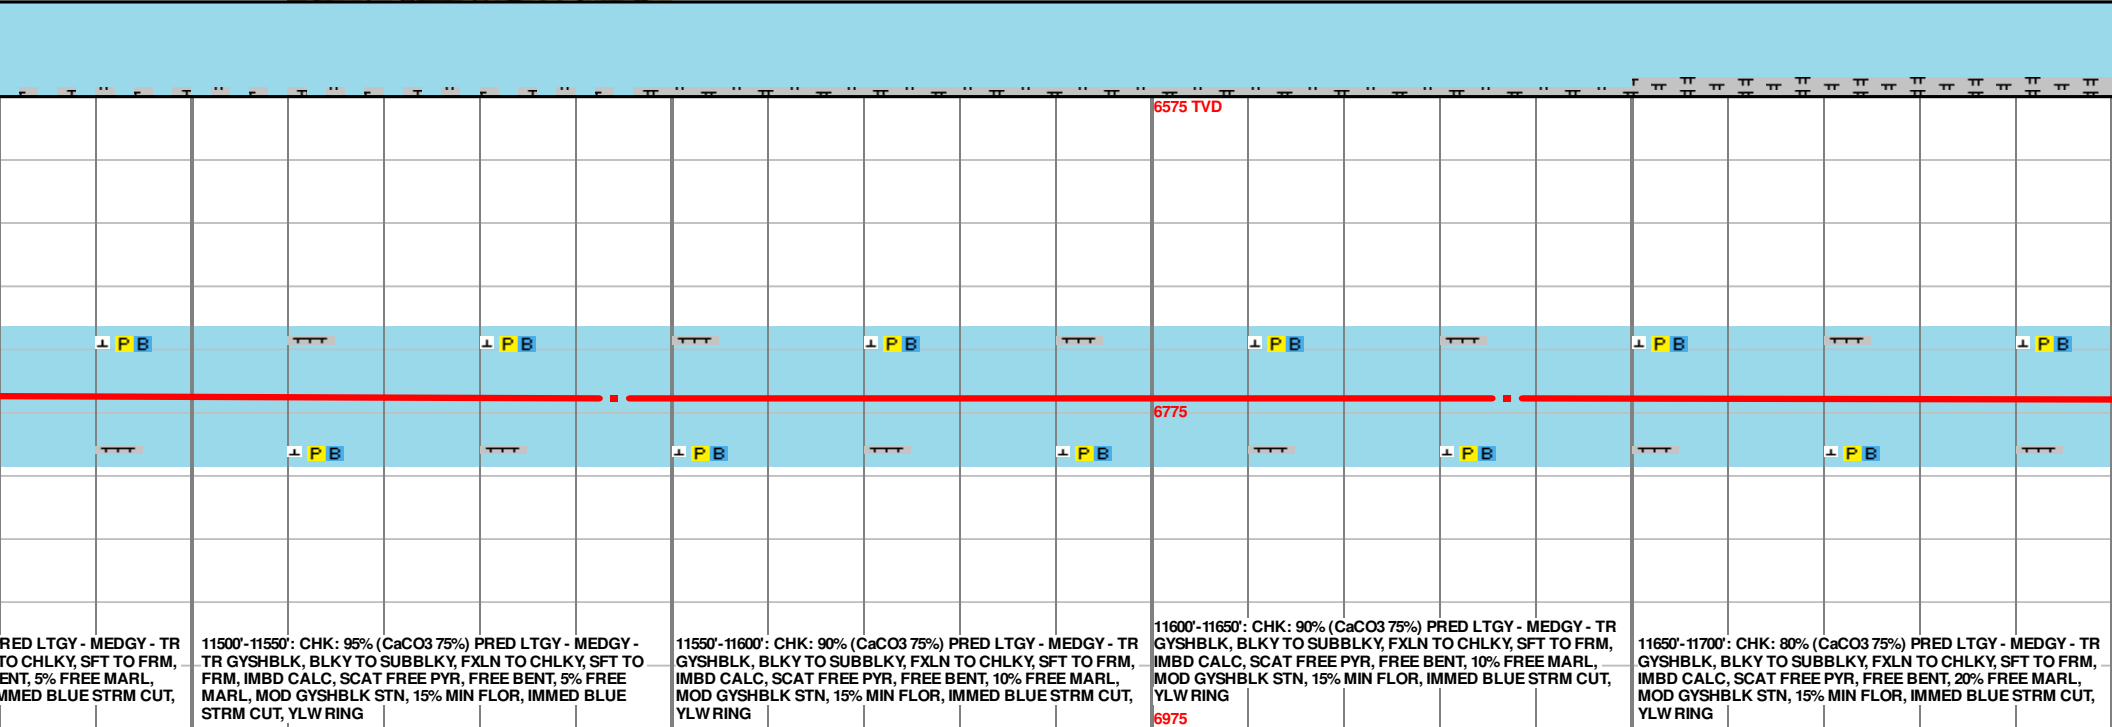 6575 TVD
P B
P B
P B
P B
P B
P B
6775
P B
P B
P B
P B
P B
RED LTGY - MEDGY - TR
TO CHLKY, SFT TO FRM,
ENT, 5% FREE MARL,
MMED BLUE STRM CUT,
11500'-11550': CHK: 95% (CaCO3 75%) PRED LTGY - MEDGY -
TR GYSHBLK, BLKY TO SUBBLKY, FXLN TO CHLKY, SFT TO
FRM, IMBD CALC, SCAT FREE PYR, FREE BENT, 5% FREE
MARL, MOD GYSHBLK STN, 15% MIN FLOR, IMMED BLUE
STRM CUT, YLW RING
11550'-11600': CHK: 90% (CaCO3 75%) PRED LTGY - MEDGY - TR
GYSHBLK, BLKY TO SUBBLKY, FXLN TO CHLKY, SFT TO FRM,
IMBD CALC, SCAT FREE PYR, FREE BENT, 10% FREE MARL,
MOD GYSHBLK STN, 15% MIN FLOR, IMMED BLUE STRM CUT,
YLW RING
11600'-11650': CHK: 90% (CaCO3 75%) PRED LTGY - MEDGY - TR
GYSHBLK, BLKY TO SUBBLKY, FXLN TO CHLKY, SFT TO FRM,
IMBD CALC, SCAT FREE PYR, FREE BENT, 10% FREE MARL,
MOD GYSHBLK STN, 15% MIN FLOR, IMMED BLUE STRM CUT,
YLW RING
6975
11650'-11700': CHK: 80% (CaCO3 75%) PRED LTGY - MEDGY - TR
GYSHBLK, BLKY TO SUBBLKY, FXLN TO CHLKY, SFT TO FRM,
IMBD CALC, SCAT FREE PYR, FREE BENT, 20% FREE MARL,
MOD GYSHBLK STN, 15% MIN FLOR, IMMED BLUE STRM CUT,
YLW RING